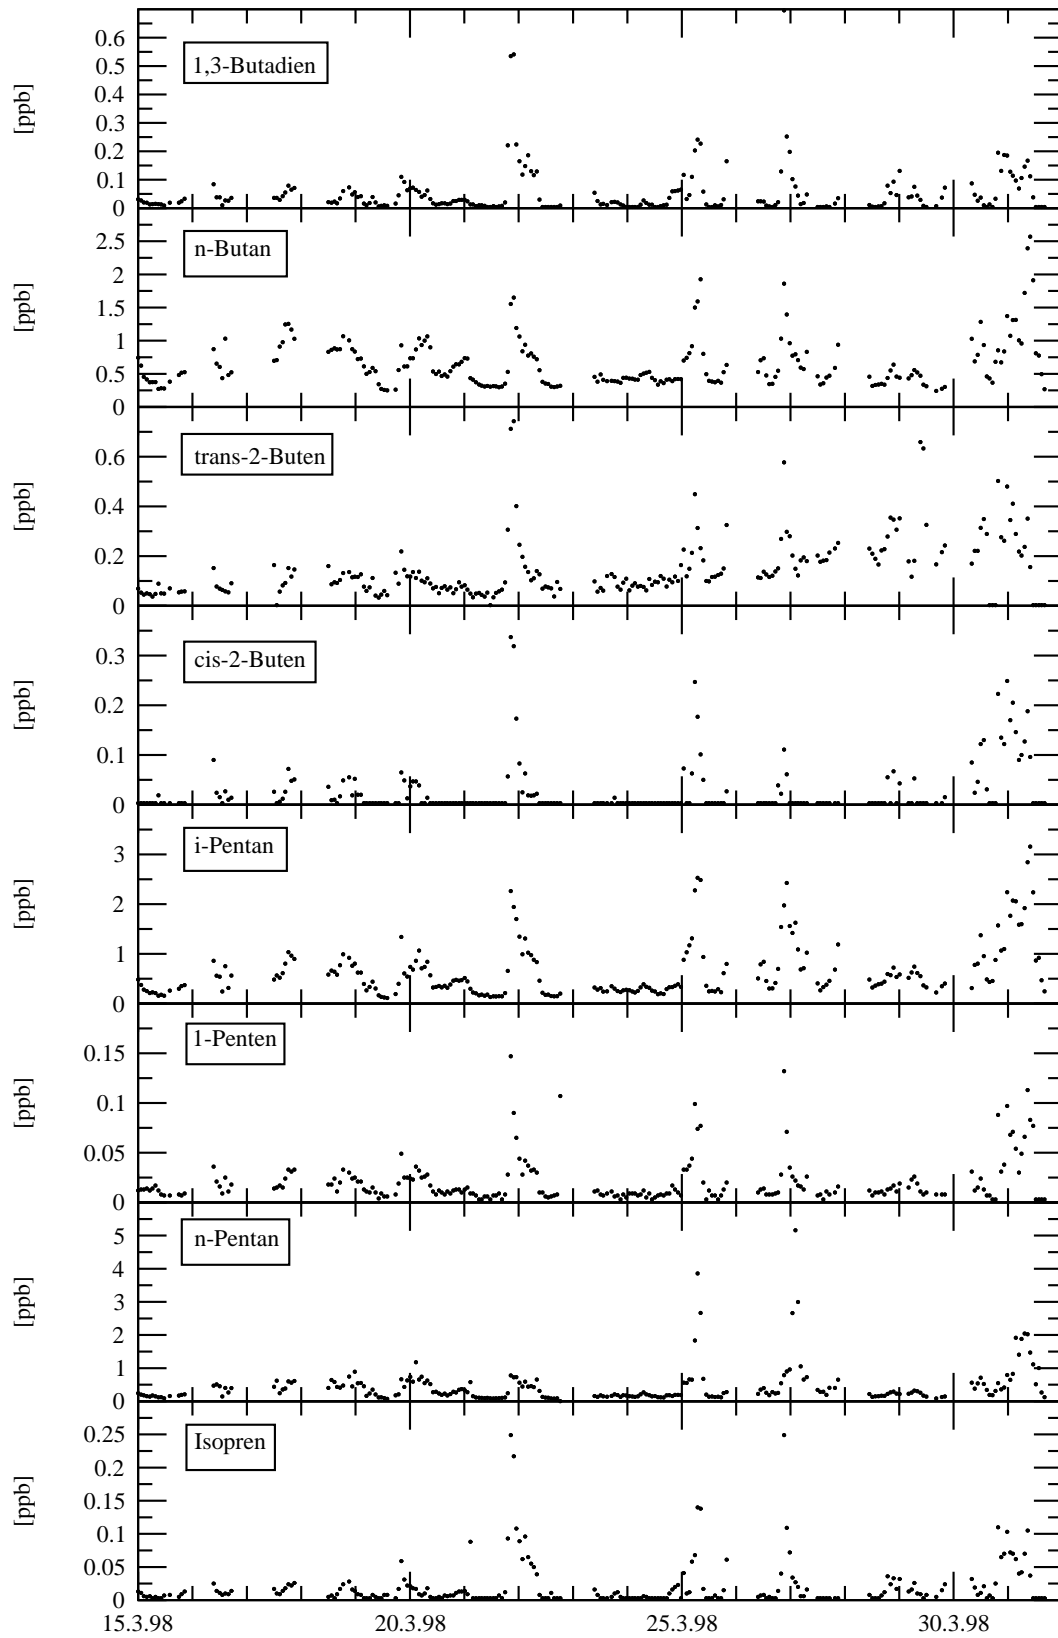 0.6
0.5
0.4
0.3
0.2
0.1
0
[ppb]
1,3-Butadien
2.5
2
1.5
1
0.5
0
[ppb]
n-Butan
0.6
0.4
0.2
0
[ppb]
trans-2-Buten
0.3
0.2
0.1
0
[ppb]
cis-2-Buten
3
2
1
0
[ppb]
i-Pentan
0.15
0.1
0.05
0
[ppb]
1-Penten
5
4
3
2
1
0
[ppb]
n-Pentan
0.25
0.2
0.15
0.1
0.05
0
[ppb]
Isopren
15.3.98 20.3.98 25.3.98 30.3.98